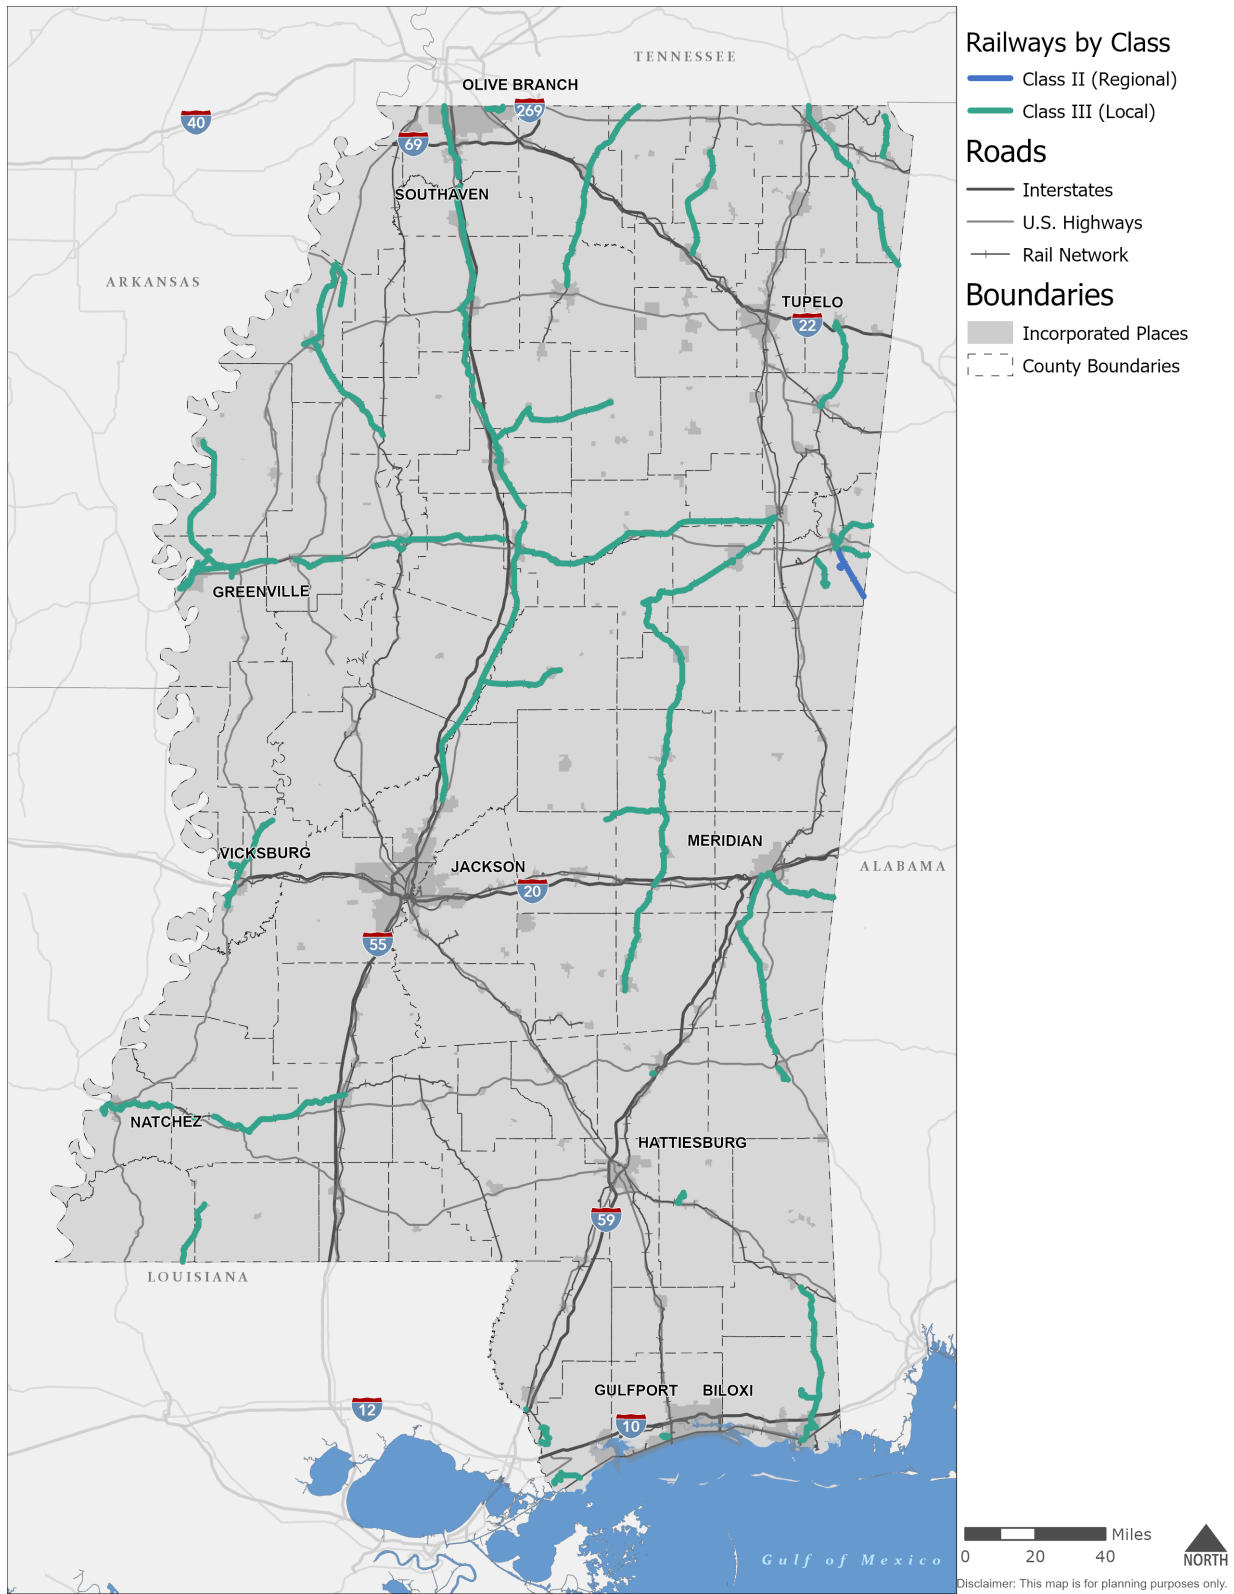 TENNESSEE
OLIVE BRANCH
40
269
69
SOUTHAVEN
ARKANSAS
TUPELO
22
GREENVILLE
MERIDIAN
VICKSBURG
JACKSON
ALABAMA
20
55
NATCHEZ
HATTIESBURG
59
LOUISIANA
GULFPORT
BILOXI
12
10
Gulf of Mexico
Railways by Class
Class II (Regional)
Class III (Local)
Roads
Interstates
U.S. Highways
Rail Network
Boundaries
Incorporated Places
County Boundaries
Miles
0 20 40
NORTH
Disclaimer: This map is for planning purposes only.